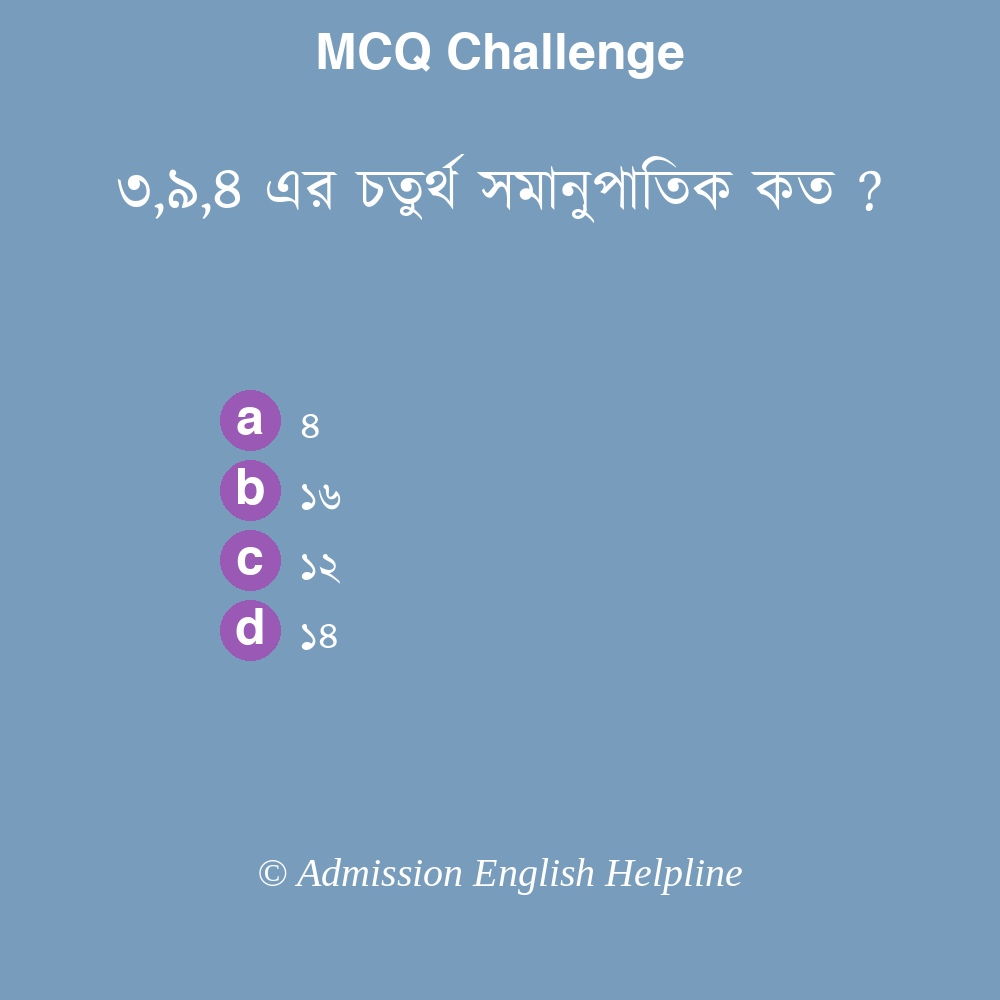 MCQ Challenge
৩,৯,৪ এর চতুর্থ সমানুপাতিক কত ?
a ৪
b ১৬
c ১২
d ১৪
© Admission English Helpline